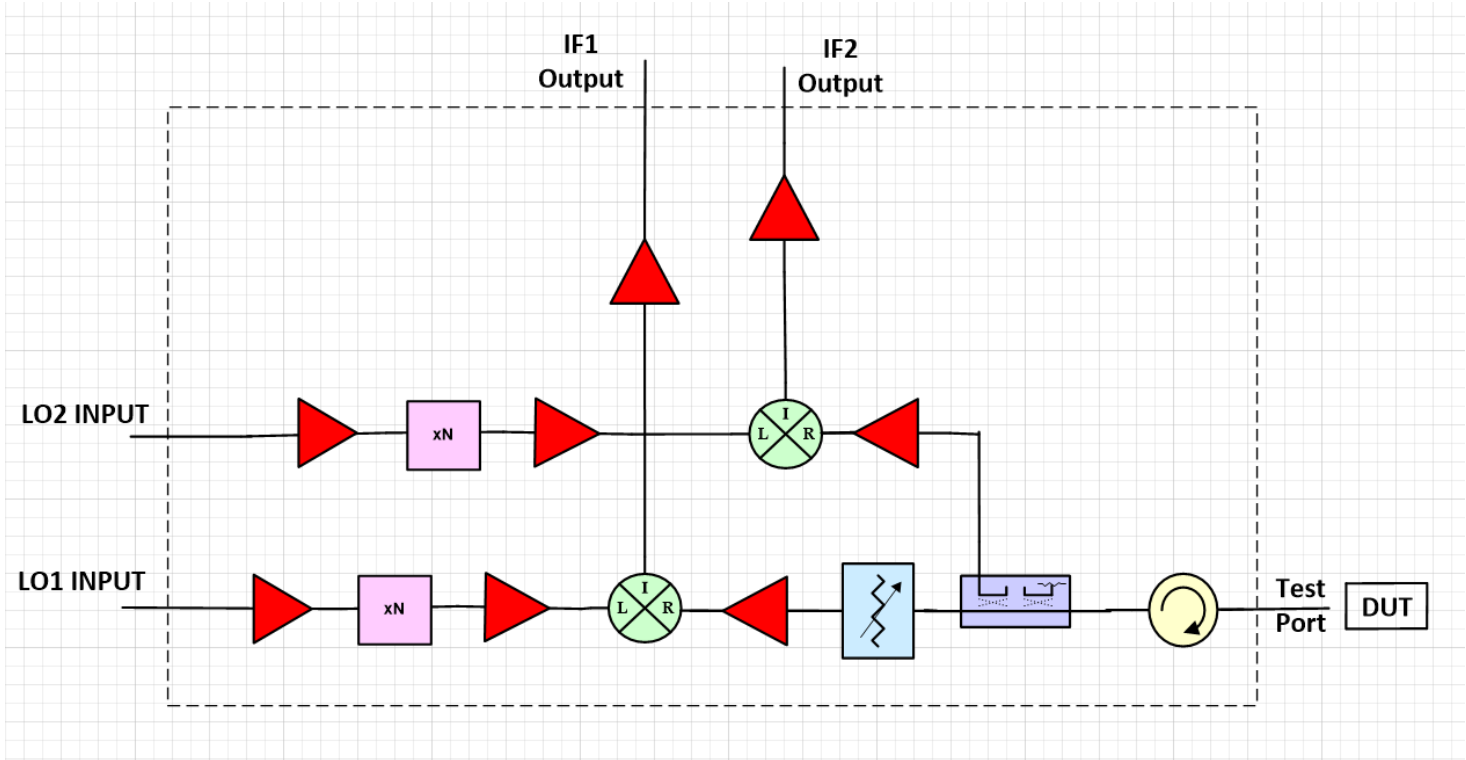 IF1
Output
IF2
Output
LO2 INPUT
xN
L
I
R
LO1 INPUT
xN
L
I
R
Test
Port
DUT